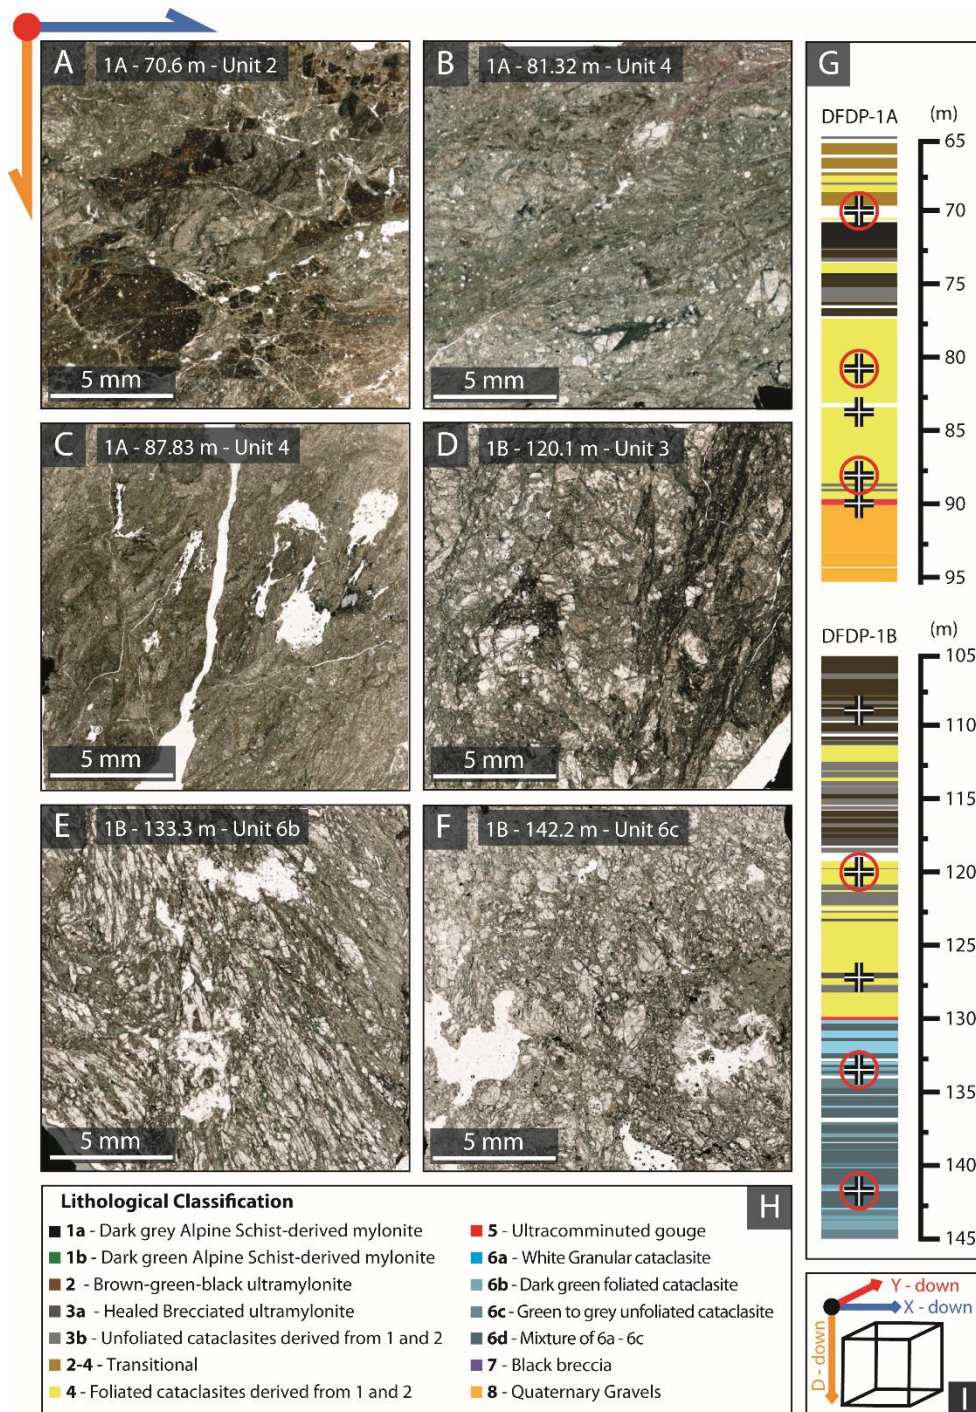 A
1A - 70.6 m - Unit 2
5 mm
B
1A - 81.32 m - Unit 4
5 mm
C
1A - 87.83 m - Unit 4
5 mm
D
1B - 120.1 m - Unit 3
5 mm
E
1B - 133.3 m - Unit 6b
5 mm
F
1B - 142.2 m - Unit 6c
5 mm
G
DFDP-1A (m)
65
70
75
80
85
90
95
DFDP-1B (m)
105
110
115
120
125
130
135
140
145
Lithological Classification
H
1a - Dark grey Alpine Schist-derived mylonite
1b - Dark green Alpine Schist-derived mylonite
2 - Brown-green-black ultramylonite
3a - Healed Brecciated ultramylonite
3b - Unfoliated cataclasites derived from 1 and 2
2-4 - Transitional
4 - Foliated cataclasites derived from 1 and 2
5 - Ultracomminuted gouge
6a - White Granular cataclasite
6b - Dark green foliated cataclasite
6c - Green to grey unfoliated cataclasite
6d - Mixture of 6a - 6c
7 - Black breccia
8 - Quaternary Gravels
Y - down
X - down
D - down
I